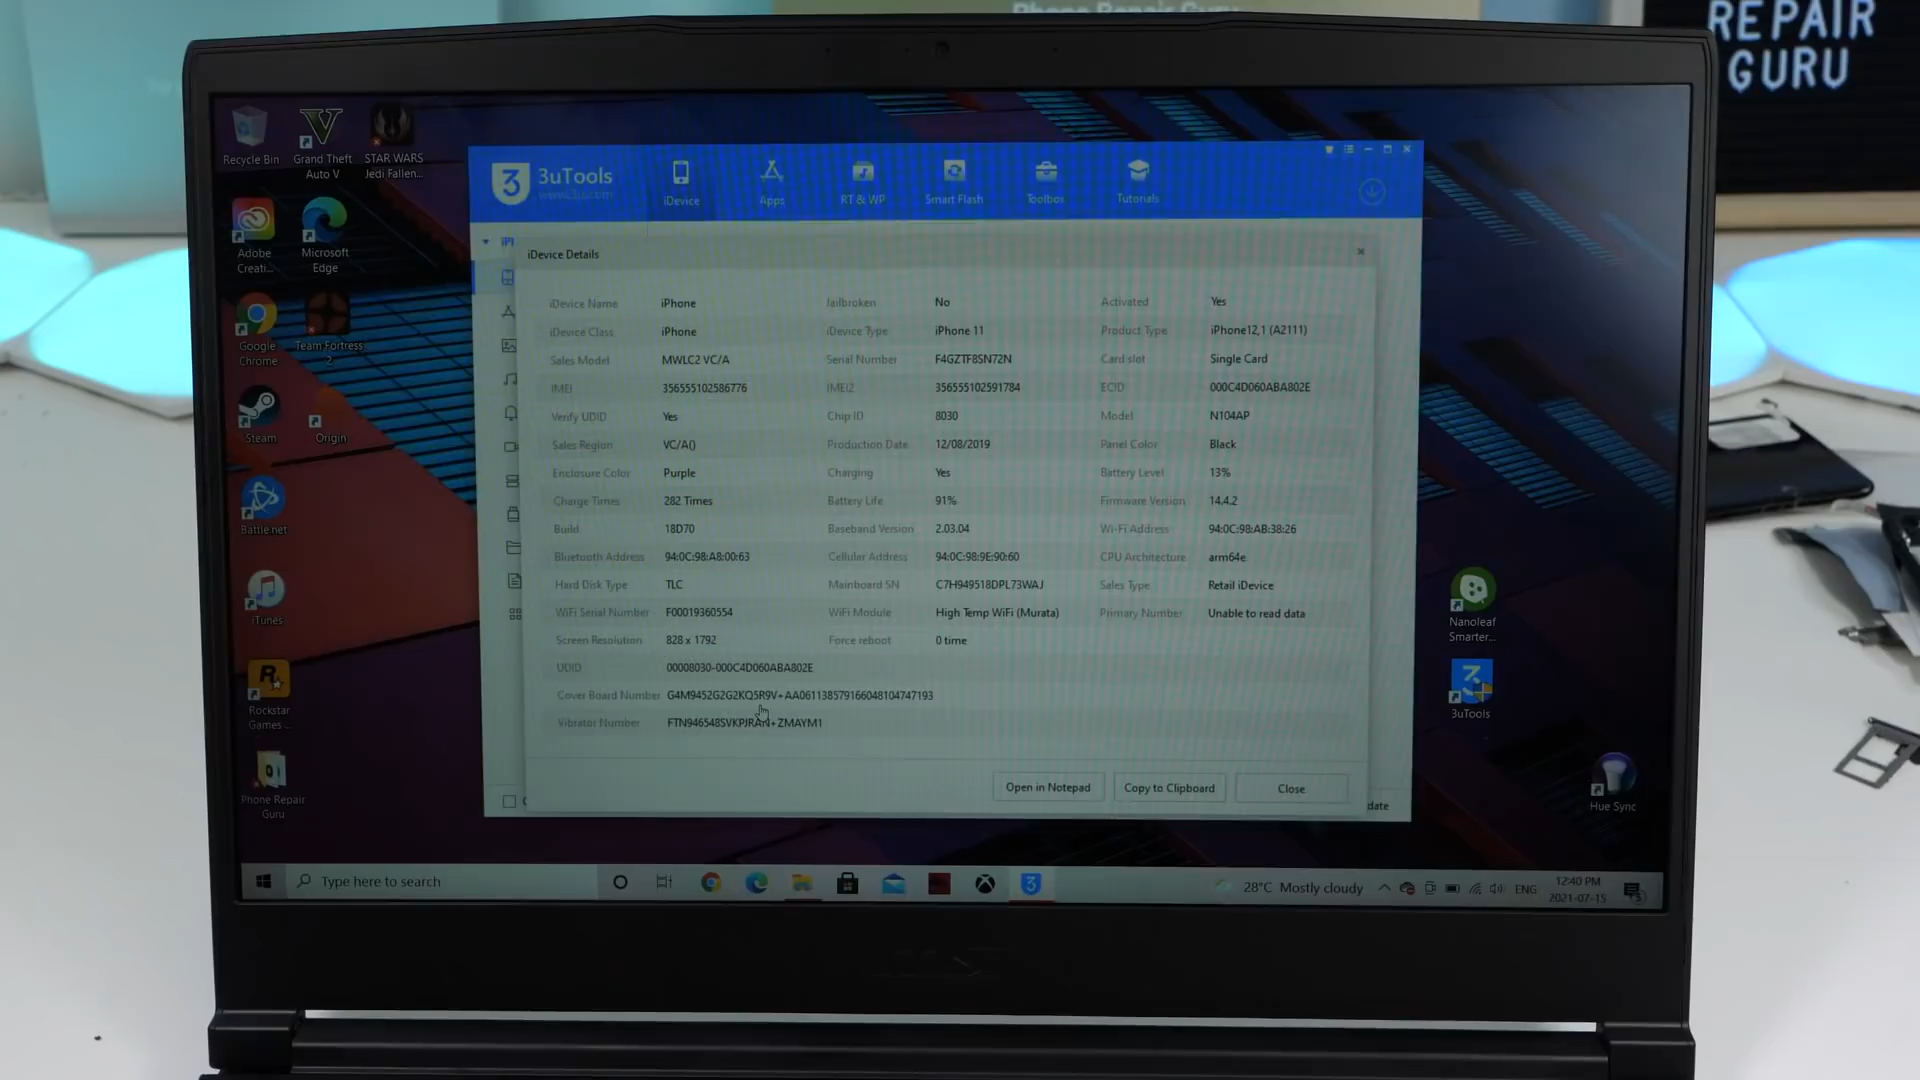 Phone Repair Guru
REPAIR
GURU
Recycle Bin
Grand Theft
Auto V
STAR WARS
Jedi Fallen...
Adobe
Creati...
Microsoft
Edge
Google
Chrome
Team Fortress
2
Steam
Origin
Battle.net
iTunes
Rockstar
Games
Phone Repair
Guru
Nanoleaf
Smarter...
3uTools
Hue Sync
3 3uTools
www.3u.com
iDevice
Apps
RT & WP
Smart Flash
Toolbox
Tutorials
iDevice Details
iDevice Name iPhone Jailbroken No Activated Yes
iDevice Class iPhone iDevice Type iPhone 11 Product Type iPhone12,1 (A2111)
Sales Model MWLC2 VC/A Serial Number F4GZTF8SN72N Card slot Single Card
IMEI 356555102586776 IMEI2 356555102591784 ECID 000C4D060ABA802E
Verify UDID Yes Chip ID 8030 Model N104AP
Sales Region VC/A() Production Date 12/08/2019 Panel Color Black
Enclosure Color Purple Charging Yes Battery Level 13%
Charge Times 282 Times Battery Life 91% Firmware Version 14.4.2
Build 18D70 Baseband Version 2.03.04 Wi-Fi Address 94:0C:98:AB:38:26
Bluetooth Address 94:0C:98:A8:00:63 Cellular Address 94:0C:98:9E:90:60 CPU Architecture arm64e
Hard Disk Type TLC Mainboard SN C7H949518DPL73WAJ Sales Type Retail iDevice
WiFi Serial Number F00019360554 WiFi Module High Temp WiFi (Murata) Primary Number Unable to read data
Screen Resolution 828 x 1792 Force reboot 0 time
UDID 00008030-000C4D060ABA802E
Cover Board Number G4M9452G2G2KQ5R9V+AA061138579166048104747193
Vibrator Number FTN946548SVKPJRAN+ZMAYM1
Open in Notepad
Copy to Clipboard
Close
date
Type here to search
28°C Mostly cloudy
ENG
12:40 PM
2021-07-15